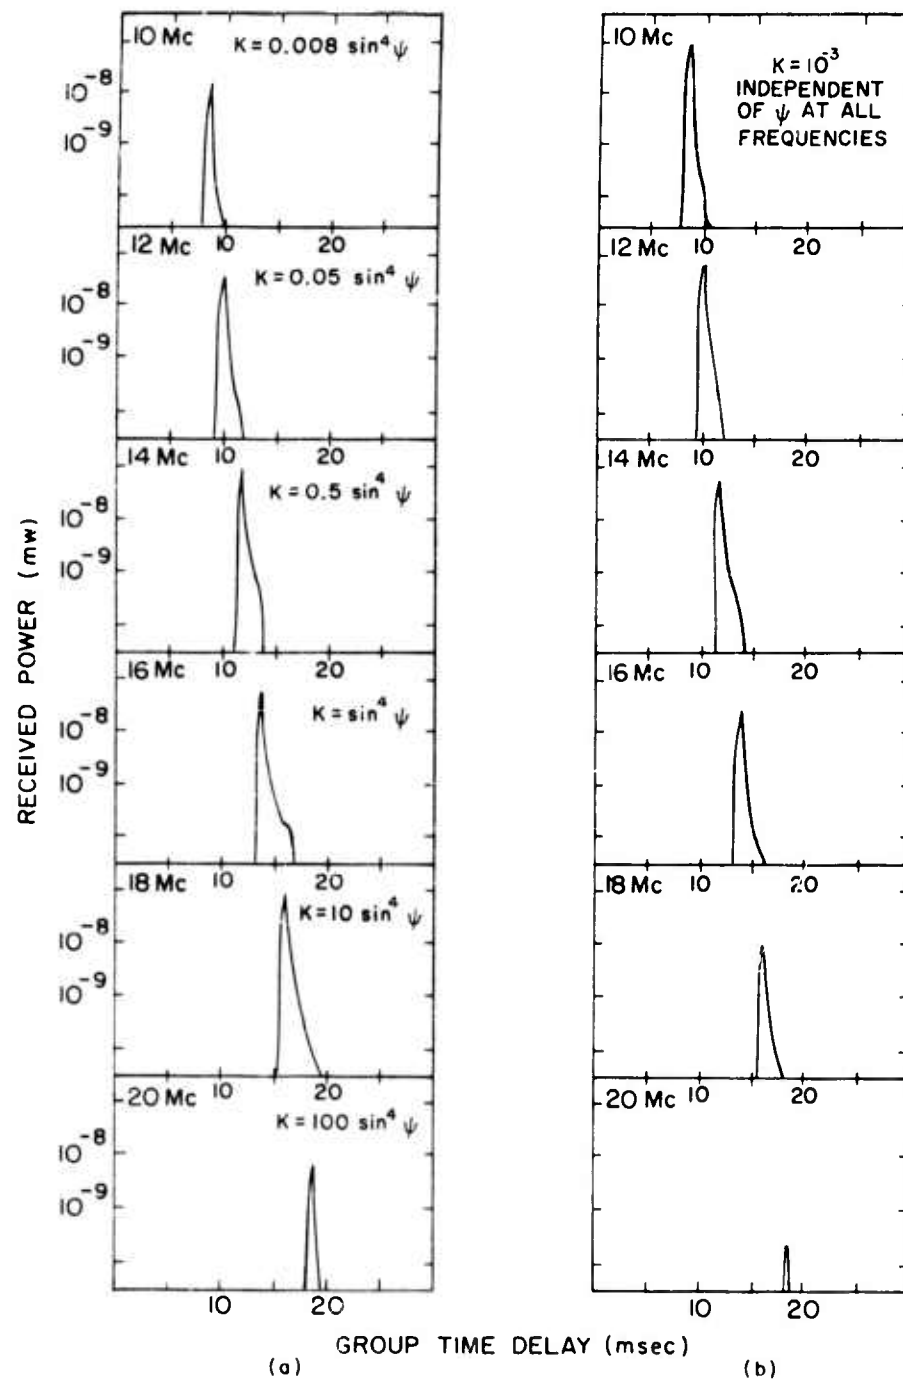 10 Mc
K = 0.008 sin⁴ ψ
10⁻⁸
10⁻⁹
10 20
12 Mc
K = 0.05 sin⁴ ψ
10⁻⁸
10⁻⁹
10 20
14 Mc
K = 0.5 sin⁴ ψ
10⁻⁸
10⁻⁹
10 20
16 Mc
K = sin⁴ ψ
10⁻⁸
10⁻⁹
10 20
18 Mc
K = 10 sin⁴ ψ
10⁻⁸
10⁻⁹
10 20
20 Mc
K = 100 sin⁴ ψ
10⁻⁸
10⁻⁹
10 20
RECEIVED POWER (mw)
10 Mc
K = 10⁻³
INDEPENDENT
OF ψ AT ALL
FREQUENCIES
10 20
12 Mc
10 20
14 Mc
10 20
16 Mc
10 20
18 Mc
10 20
20 Mc
10 20
GROUP TIME DELAY (msec)
(a)
(b)